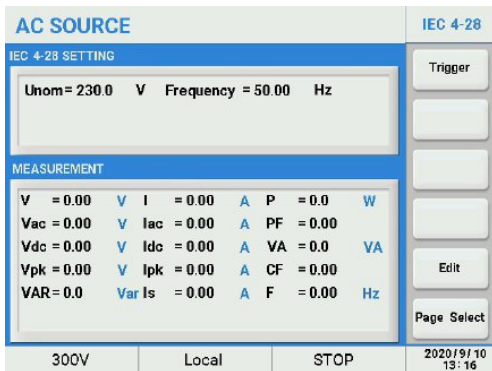 AC SOURCE
IEC 4-28
IEC 4-28 SETTING
Unom= 230.0 V Frequency = 50.00 Hz
Trigger
MEASUREMENT
V = 0.00 V I = 0.00 A P = 0.0 W
Vac = 0.00 V Iac = 0.00 A PF = 0.00
Vdc = 0.00 V Idc = 0.00 A VA = 0.0 VA
Vpk = 0.00 V Ipk = 0.00 A CF = 0.00
VAR= 0.0 Var Is = 0.00 A F = 0.00 Hz
Edit
Page Select
300V Local STOP
2020/9/10
13:16